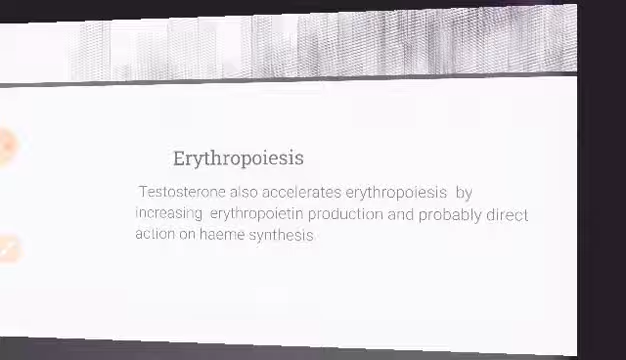 Erythropoiesis
Testosterone also accelerates erythropoiesis by
increasing erythropoietin production and probably direct
action on haeme synthesis